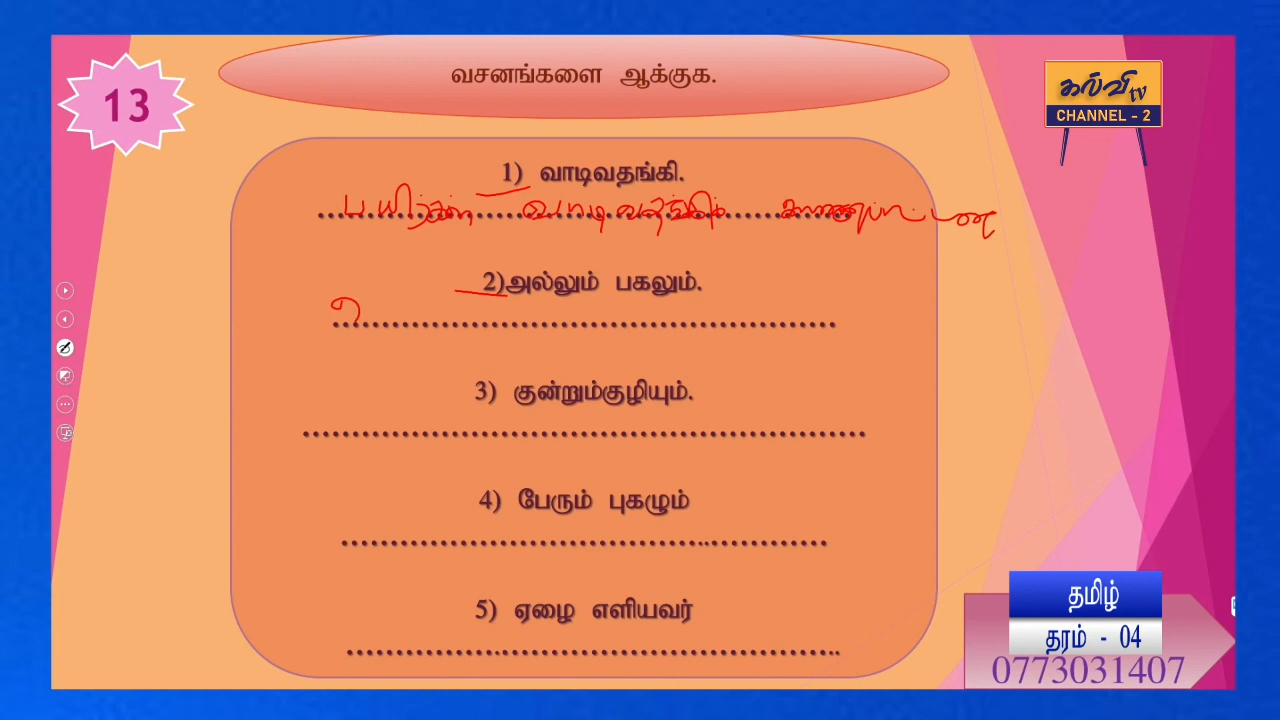 வசனங்களை ஆக்குக.
13
கல்வி tv
CHANNEL - 2
1) வாடிவதங்கி.
பயிர்கள் வாடிவதங்கிக் காணப்பட்டன
2)அல்லும் பகலும்.
................................................
3) குன்றும்குழியும்.
......................................................
4) பேரும் புகழும்
................................................
5) ஏழை எளியவர்
................................................
தமிழ்
தரம் - 04
0773031407